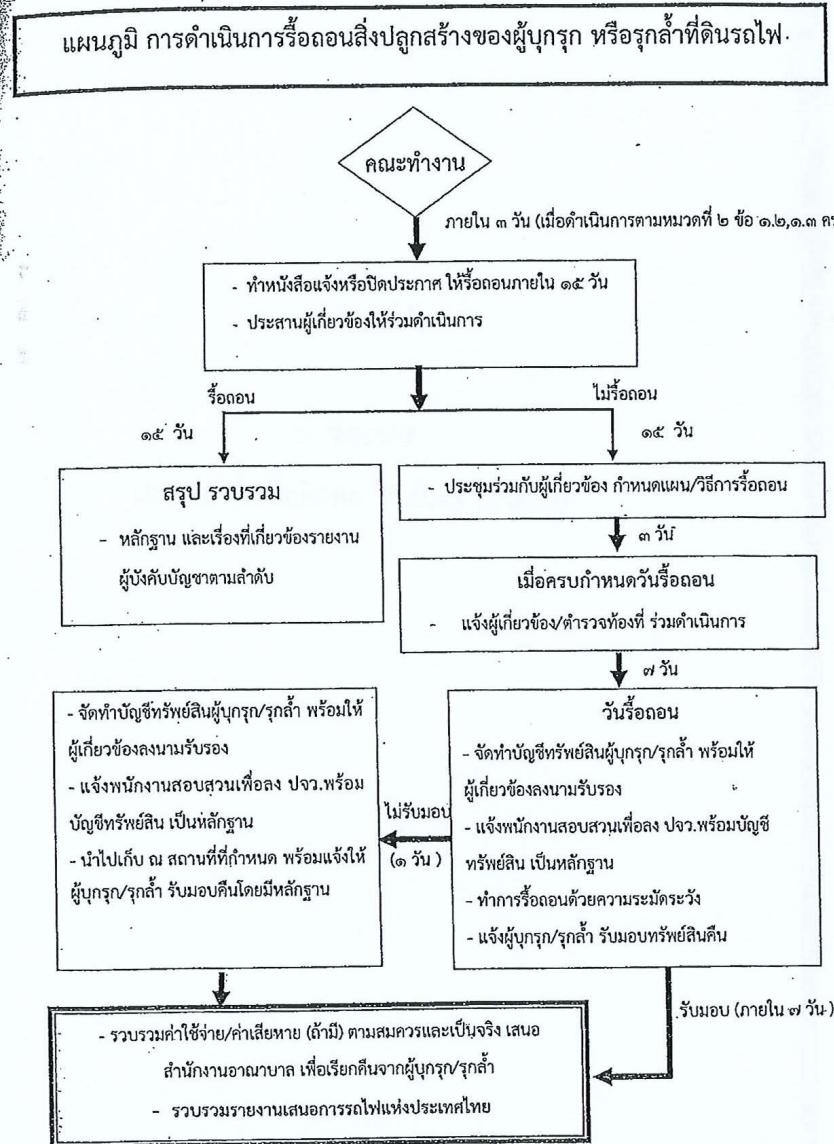 แผนภูมิ การดำเนินการรื้อถอนสิ่งปลูกสร้างของผู้บุกรุก หรือรุกล้ำที่ดินรถไฟ
คณะทำงาน
ภายใน ๓ วัน (เมื่อดำเนินการตามหมวดที่ ๒ ข้อ ๑.๒,๑.๓
- ทำหนังสือแจ้งหรือปิดประกาศ ให้รื้อถอนภายใน ๑๕ วัน
- ประสานผู้เกี่ยวข้องให้ร่วมดำเนินการ
รื้อถอน
ไม่รื้อถอน
๑๕ วัน
๑๕ วัน
สรุป รวบรวม
- หลักฐาน และเรื่องที่เกี่ยวข้องรายงาน
ผู้บังคับบัญชาตามลำดับ
- ประชุมร่วมกับผู้เกี่ยวข้อง กำหนดแผน/วิธีการรื้อถอน
๓ วัน
เมื่อครบกำหนดวันรื้อถอน
- แจ้งผู้เกี่ยวข้อง/ตำรวจท้องที่ ร่วมดำเนินการ
๗ วัน
วันรื้อถอน
- จัดทำบัญชีทรัพย์สินผู้บุกรุก/รุกล้ำ พร้อมให้
ผู้เกี่ยวข้องลงนามรับรอง
- แจ้งพนักงานสอบสวนเพื่อลง ปจว.พร้อมบัญชี
ทรัพย์สิน เป็นหลักฐาน
- ทำการรื้อถอนด้วยความระมัดระวัง
- แจ้งผู้บุกรุก/รุกล้ำ รับมอบทรัพย์สินคืน
ไม่รับมอบ
(๑ วัน )
- จัดทำบัญชีทรัพย์สินผู้บุกรุก/รุกล้ำ พร้อมให้
ผู้เกี่ยวข้องลงนามรับรอง
- แจ้งพนักงานสอบสวนเพื่อลง ปจว.พร้อม
บัญชีทรัพย์สิน เป็นหลักฐาน
- นำไปเก็บ ณ สถานที่ที่กำหนด พร้อมแจ้งให้
ผู้บุกรุก/รุกล้ำ รับมอบคืนโดยมีหลักฐาน
รับมอบ (ภายใน ๗ วัน )
- รวบรวมค่าใช้จ่าย/ค่าเสียหาย (ถ้ามี) ตามสมควรและเป็นจริง เสนอ
สำนักงานอาณาบาล เพื่อเรียกคืนจากผู้บุกรุก/รุกล้ำ
- รวบรวมรายงานเสนอการรถไฟแห่งประเทศไทย